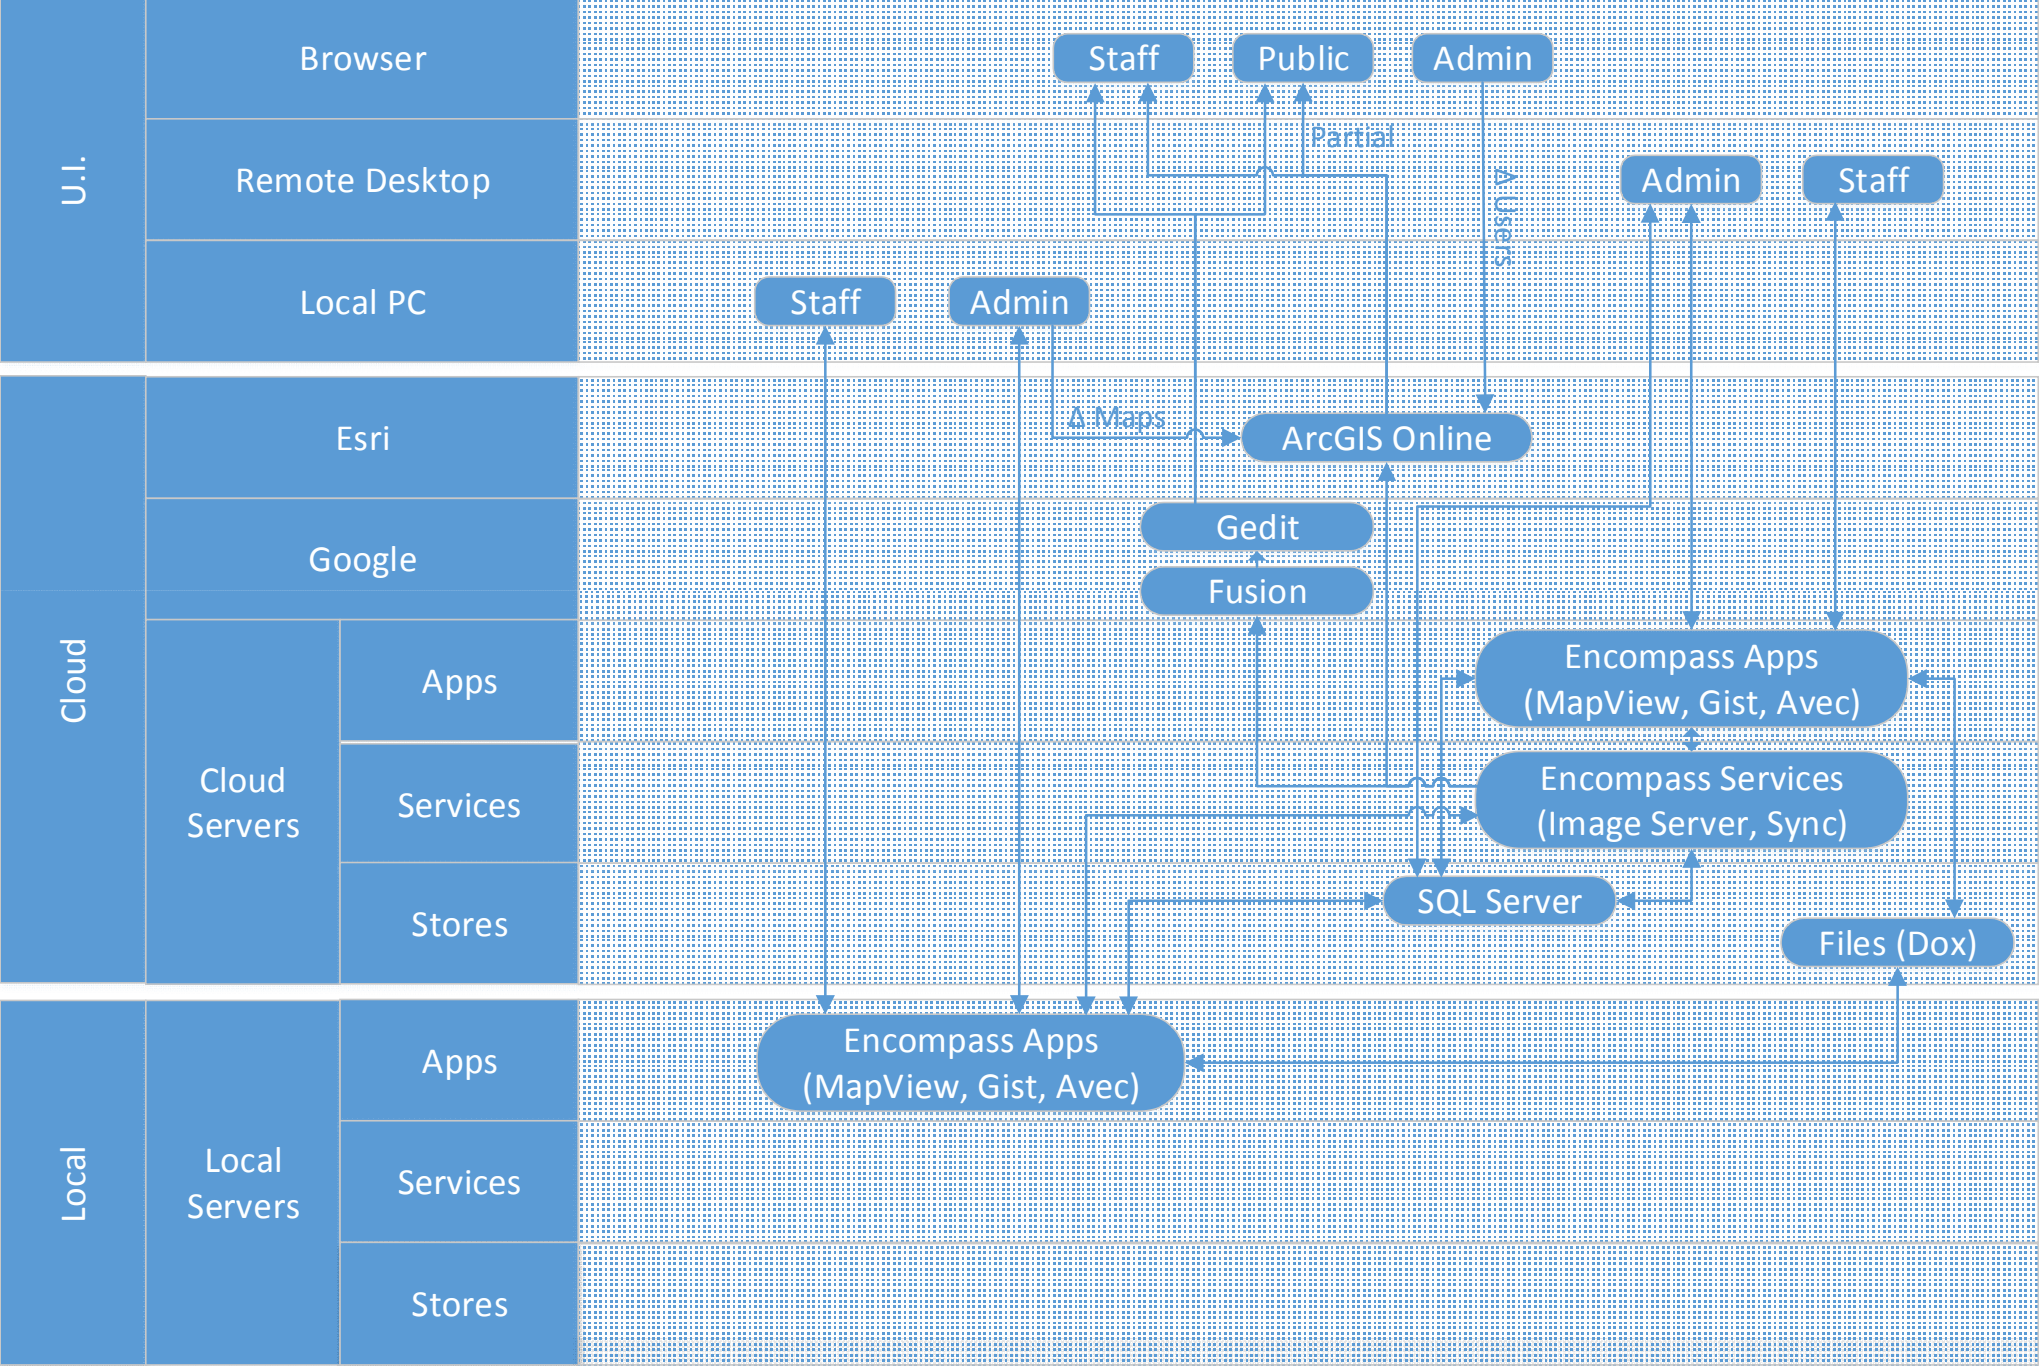 U.I.
Browser
Staff
Public
Admin
Partial
Remote Desktop
Δ Users
Admin
Staff
Local PC
Staff
Admin
Cloud
Esri
Δ Maps
ArcGIS Online
Google
Gedit
Fusion
Cloud
Servers
Apps
Encompass Apps
(MapView, Gist, Avec)
Services
Encompass Services
(Image Server, Sync)
Stores
SQL Server
Files (Dox)
Local
Local
Servers
Apps
Encompass Apps
(MapView, Gist, Avec)
Services
Stores